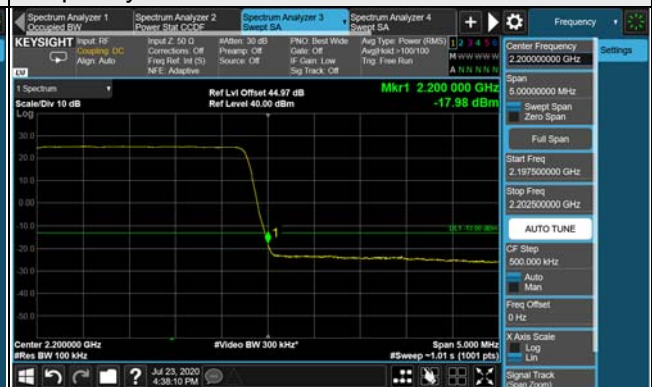 Spectrum Analyzer 1
Occupied BW
Spectrum Analyzer 2
Power Stat CCDF
Spectrum Analyzer 3
Swept SA
Spectrum Analyzer 4
Swept SA
Frequency
KEYSIGHT
Input: RF
Coupling: DC
Align: Auto
Input Z: 50 Ω
Corrections: Off
Freq Ref: Int (S)
NFE: Adaptive
#Atten: 30 dB
Preamp: Off
Source: Off
PNO: Best Wide
Gate: Off
IF Gain: Low
Sig Track: Off
Avg Type: Power (RMS)
Avg|Hold: >100/100
Trig: Free Run
1 2 3 4 5 6
M W W W W W
A N N N N N
LW
1 Spectrum
Scale/Div 10 dB
Log
Ref Lvl Offset 44.97 dB
Ref Level 40.00 dBm
Mkr1 2.200 000 GHz
-17.98 dBm
30.0
20.0
10.0
0.00
-10.0
-20.0
-30.0
-40.0
-50.0
1
Center 2.200000 GHz
#Res BW 100 kHz
#Video BW 300 kHz*
Span 5.000 MHz
#Sweep ~1.01 s (1001 pts)
Jul 23, 2020
4:38:10 PM
Center Frequency
2.200000000 GHz
Span
5.00000000 MHz
Swept Span
Zero Span
Full Span
Start Freq
2.197500000 GHz
Stop Freq
2.202500000 GHz
AUTO TUNE
CF Step
500.000 kHz
Auto
Man
Freq Offset
0 Hz
X Axis Scale
Log
Lin
Signal Track
(Span Zoom)
Settings